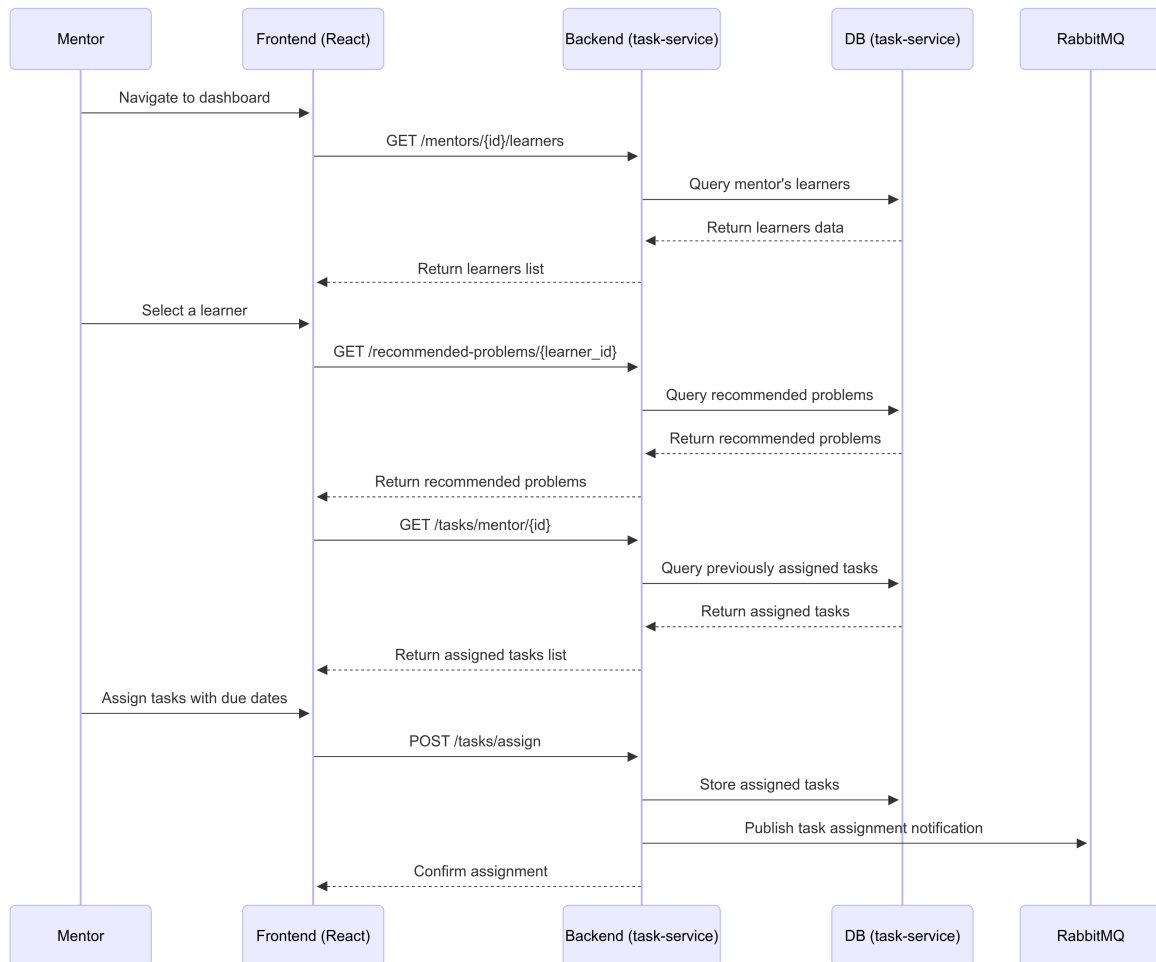 Mentor
Frontend (React)
Backend (task-service)
DB (task-service)
RabbitMQ
Navigate to dashboard
GET /mentors/{id}/learners
Query mentor's learners
Return learners data
Return learners list
Select a learner
GET /recommended-problems/{learner_id}
Query recommended problems
Return recommended problems
Return recommended problems
GET /tasks/mentor/{id}
Query previously assigned tasks
Return assigned tasks
Return assigned tasks list
Assign tasks with due dates
POST /tasks/assign
Store assigned tasks
Publish task assignment notification
Confirm assignment
Mentor
Frontend (React)
Backend (task-service)
DB (task-service)
RabbitMQ